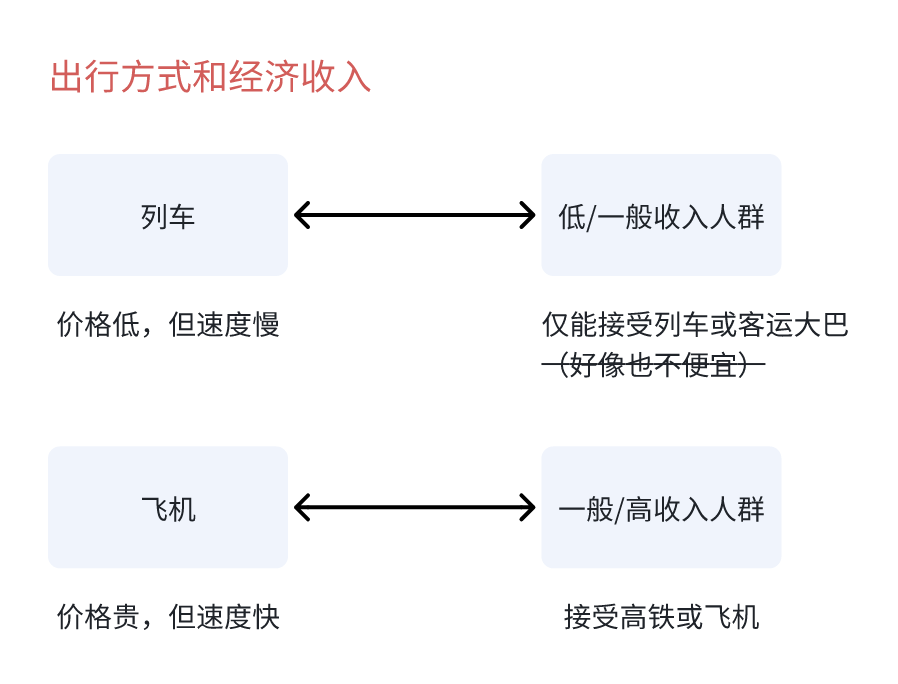 出行方式和经济收入
列车
低/一般收入人群
价格低，但速度慢
仅能接受列车或客运大巴
（好像也不便宜）
飞机
一般/高收入人群
价格贵，但速度快
接受高铁或飞机